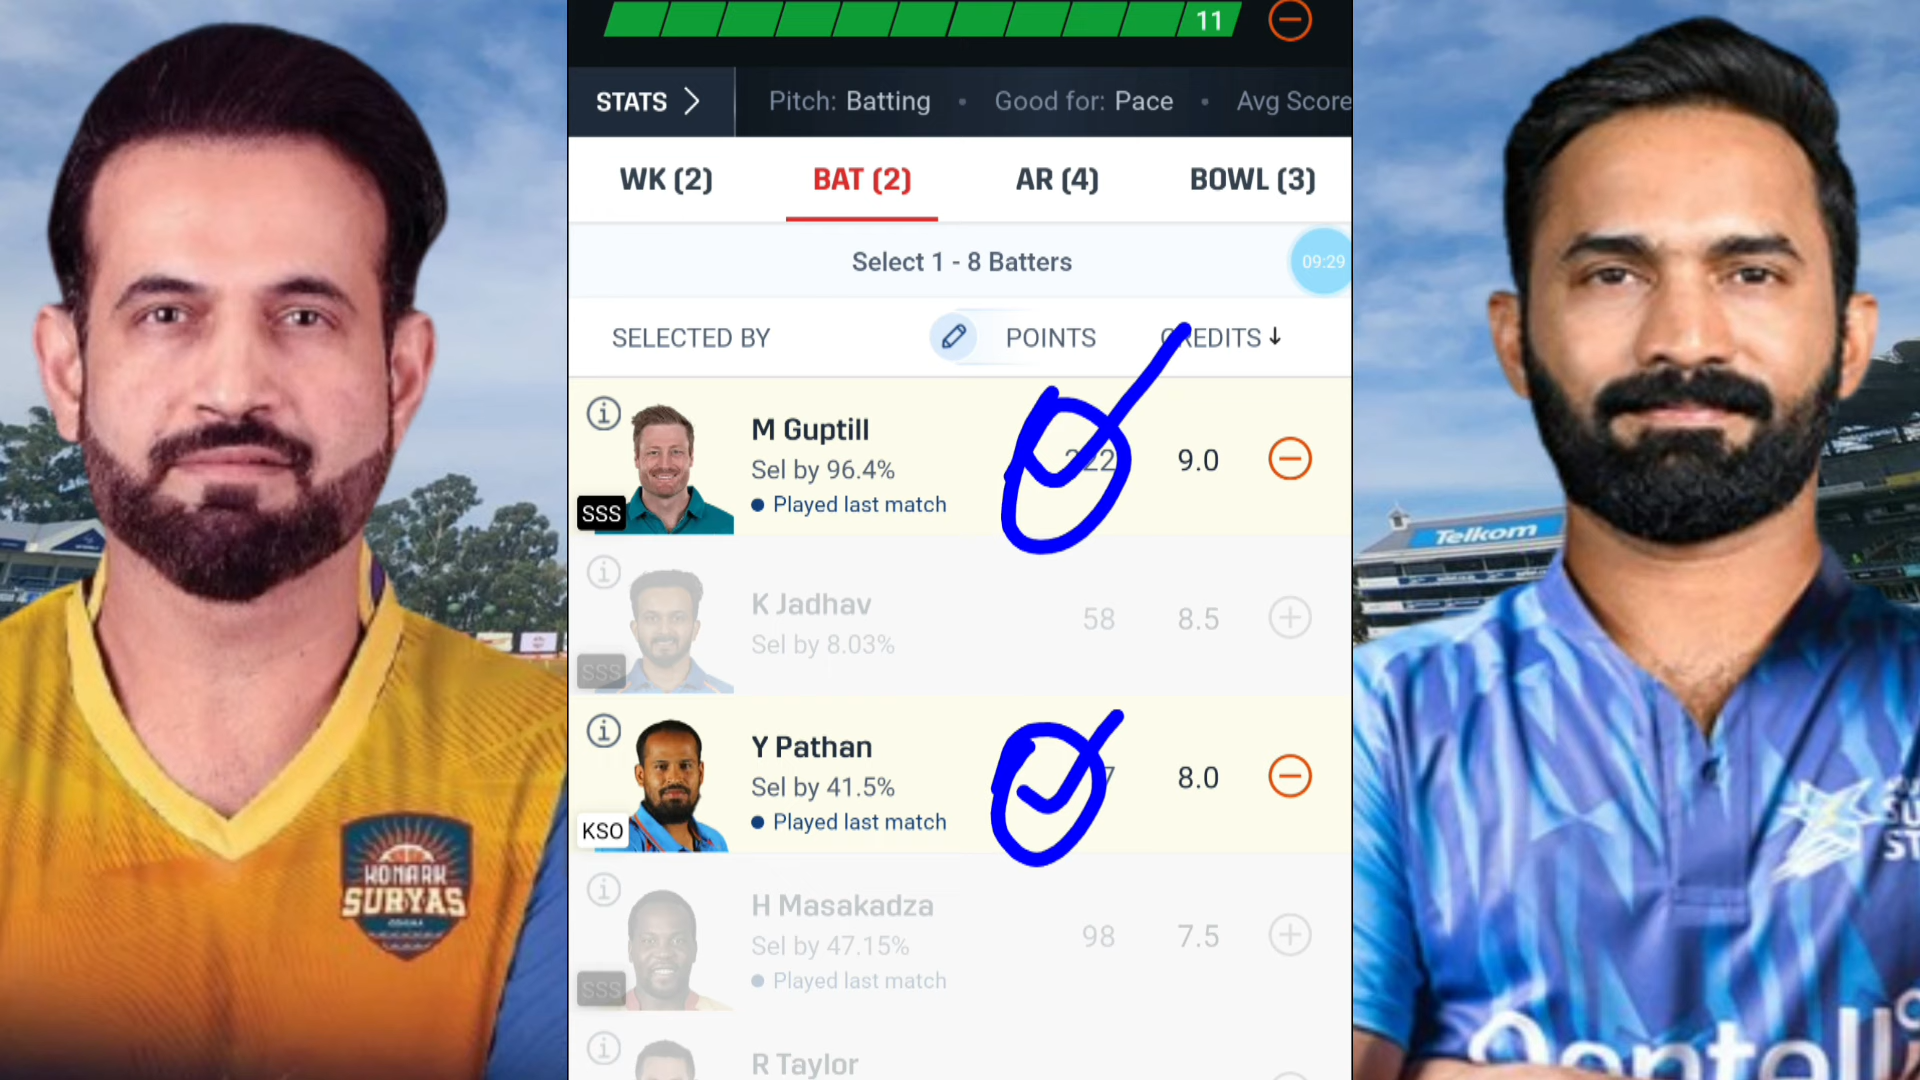 11
STATS
Pitch: Batting • Good for: Pace • Avg Score
WK (2)
BAT (2)
AR (4)
BOWL (3)
Select 1 - 8 Batters
09:29
SELECTED BY
POINTS
CREDITS ↓
M Guptill
Sel by 96.4%
Played last match
SSS
222
9.0
K Jadhav
Sel by 8.03%
SSS
58
8.5
Y Pathan
Sel by 41.5%
Played last match
KSO
8.0
H Masakadza
Sel by 47.15%
Played last match
SSS
98
7.5
R Taylor
KONARK
SURYAS
ODISHA
Telkom